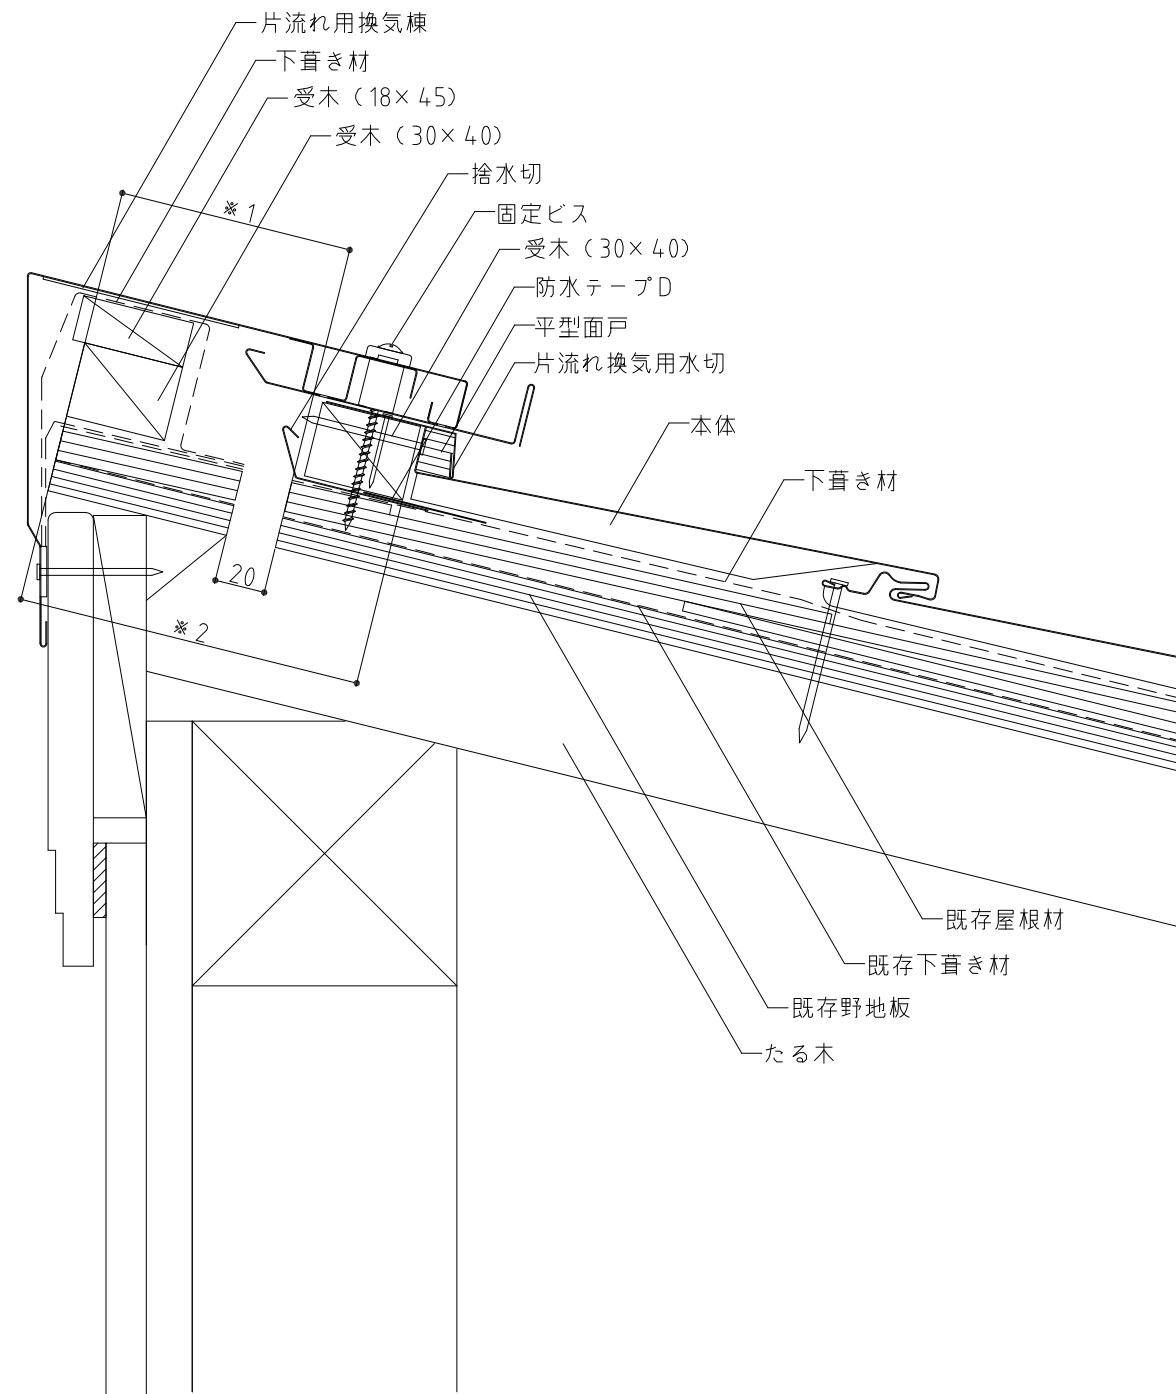 片流れ用換気棟
下葺き材
受木（18×45）
受木（30×40）
捨水切
※1
固定ビス
受木（30×40）
防水テープD
平型面戸
片流れ換気用水切
本体
下葺き材
20
※2
既存屋根材
既存下葺き材
既存野地板
たる木